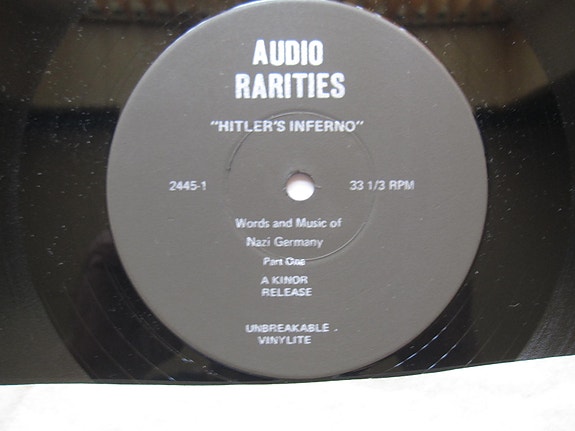 AUDIO
RARITIES
"HITLER'S INFERNO"
2445-1 33 1/3 RPM
Words and Music of
Nazi Germany
Part One
A KINOR
RELEASE
UNBREAKABLE .
VINYLITE